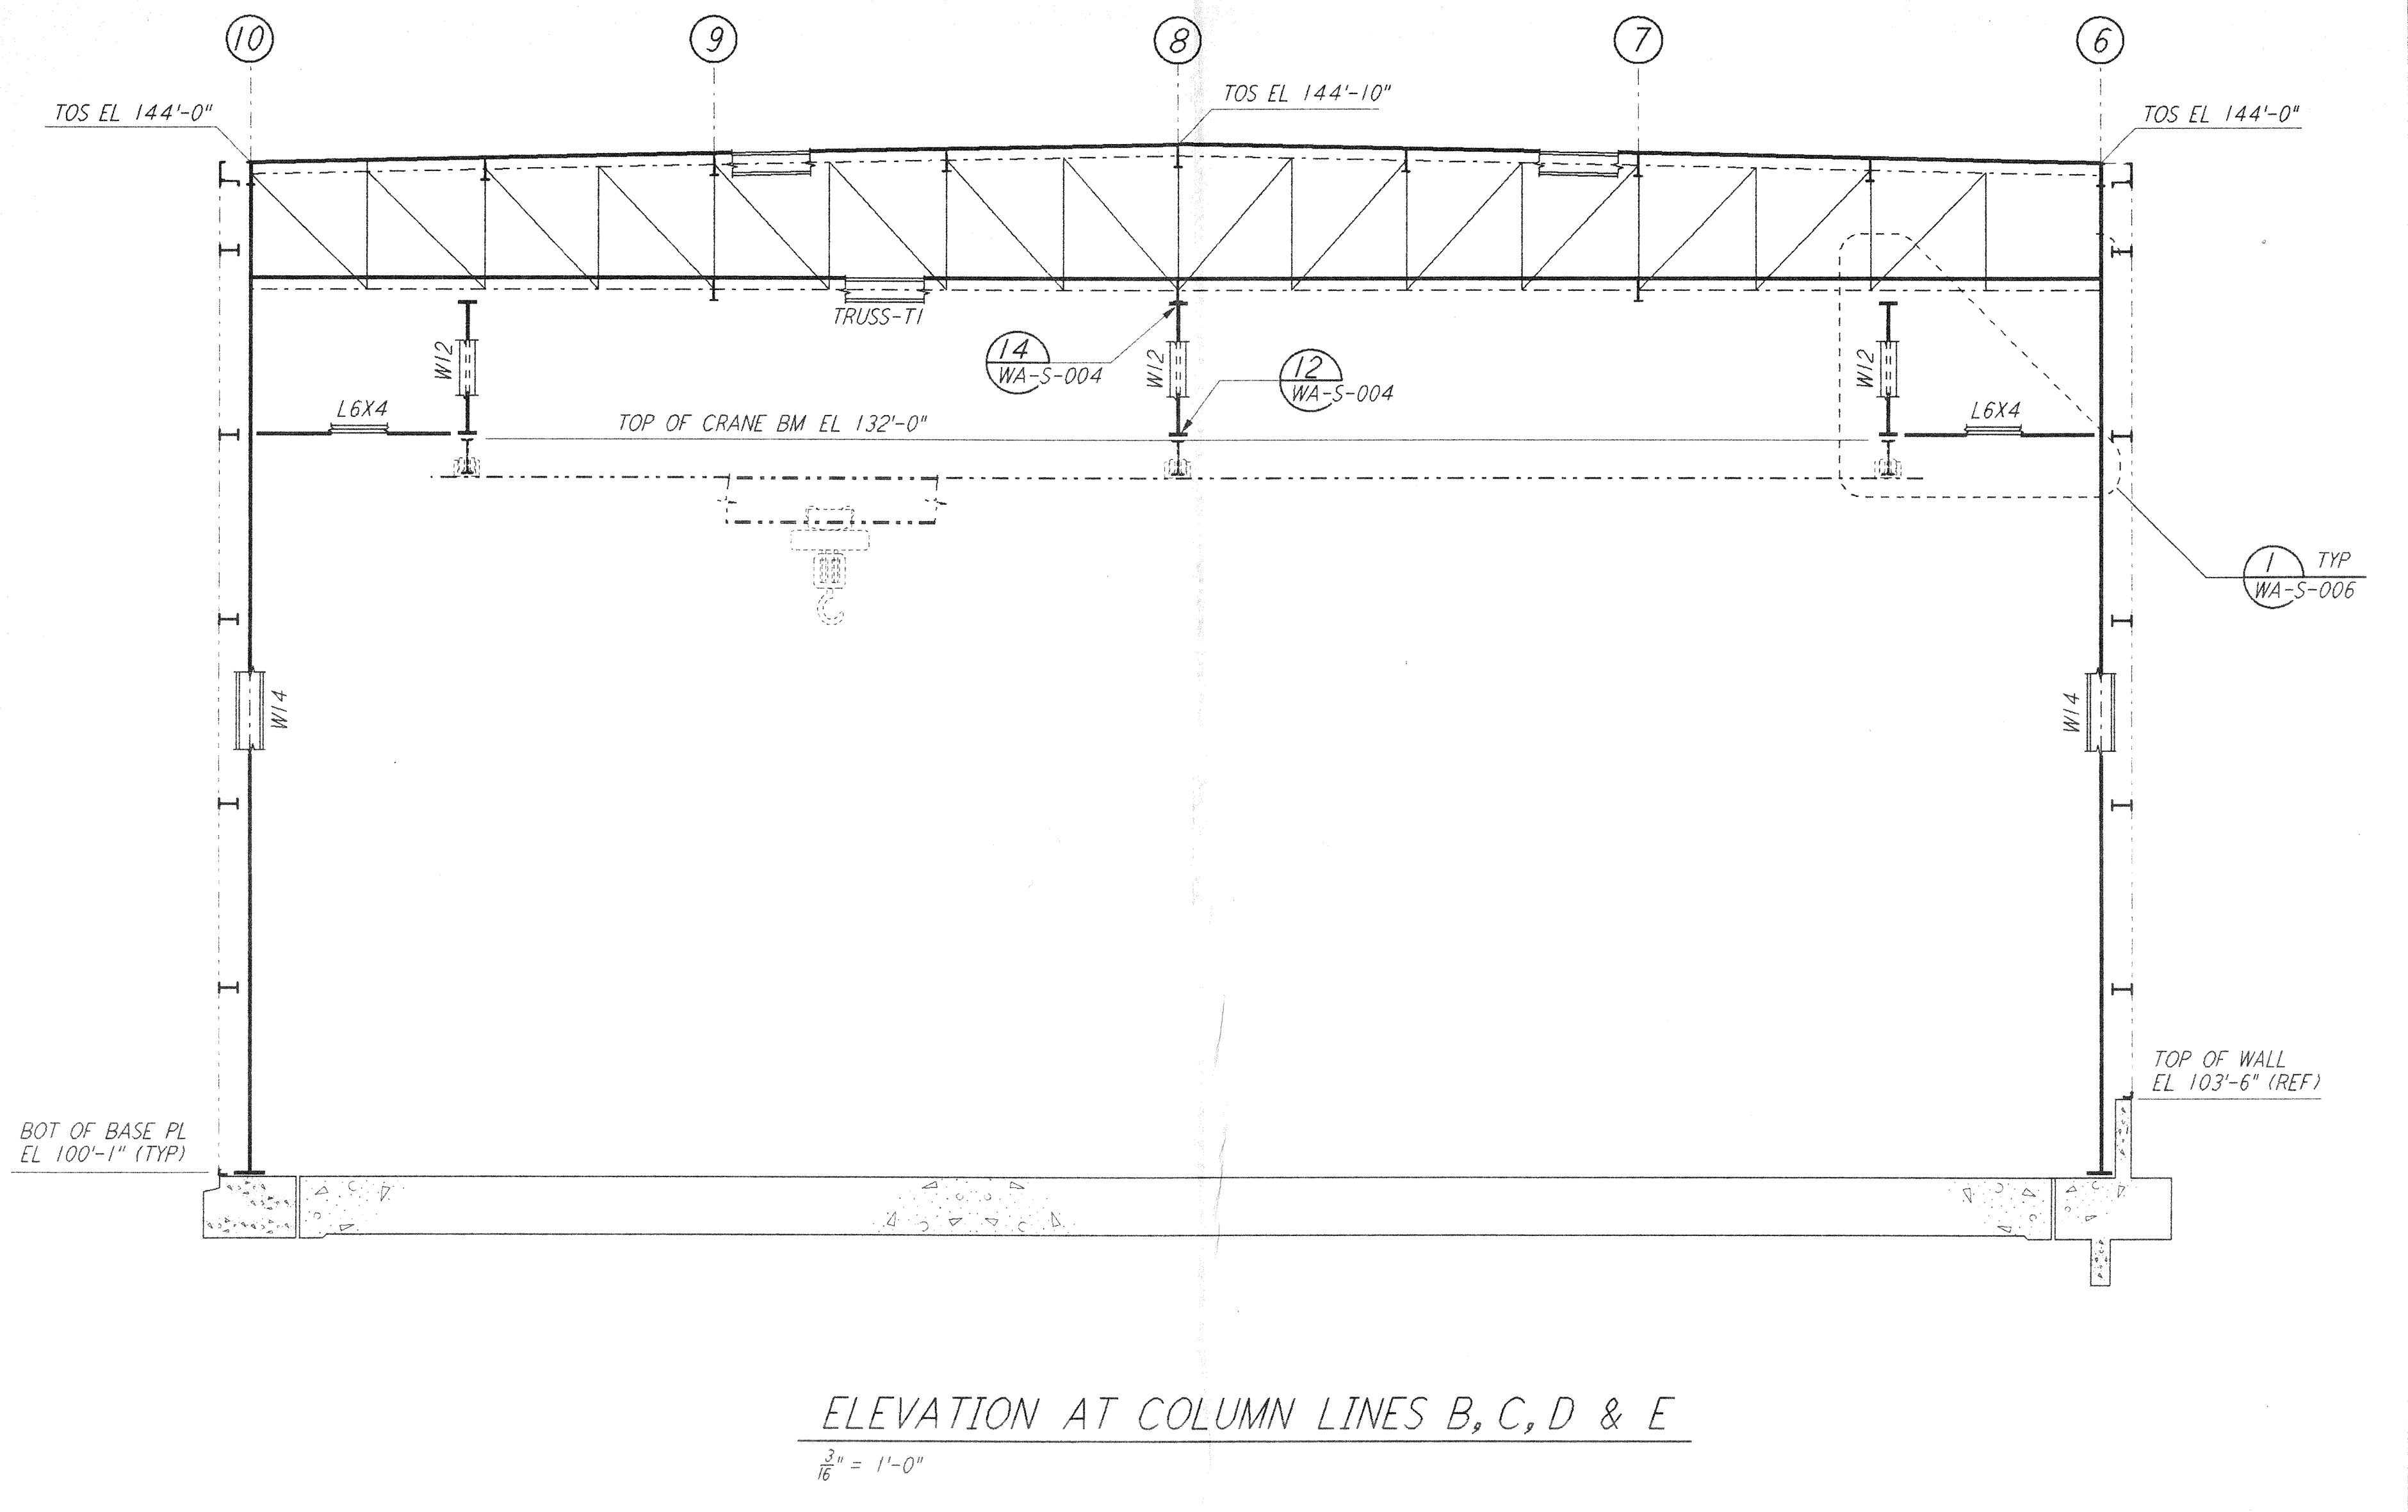 10
9
8
7
6
TOS EL 144'-0"
TOS EL 144'-10"
TOS EL 144'-0"
TRUSS-T1
W12
14
WA-S-004
W12
12
WA-S-004
W12
L6X4
TOP OF CRANE BM EL 132'-0"
L6X4
1 TYP
WA-S-006
W14
W14
TOP OF WALL
EL 103'-6" (REF)
BOT OF BASE PL
EL 100'-1" (TYP)
ELEVATION AT COLUMN LINES B, C, D & E
3/16" = 1'-0"